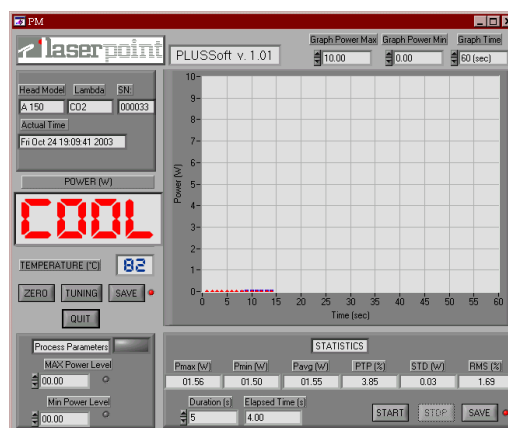 PM
laserpoint
PLUSSoft v. 1.01
Graph Power Max Graph Power Min Graph Time
10.00 0.00 60 (sec)
Head Model Lambda SN:
A 150 CO2 000033
Actual Time
Fri Oct 24 19:09:41 2003
POWER (W)
COOL
TEMPERATURE (°C) 82
ZERO TUNING SAVE
QUIT
Power (W)
10-
9-
8-
7-
6-
5-
4-
3-
2-
1-
0-
0 5 10 15 20 25 30 35 40 45 50 55 60
Time (sec)
Process Parameters
MAX Power Level
00.00
Min Power Level
00.00
STATISTICS
Pmax (W) Pmin (W) Pavg (W) PTP (%) STD (W) RMS (%)
01.56 01.50 01.55 3.85 0.03 1.69
Duration (s) Elapsed Time (s)
5 4.00 START STOP SAVE